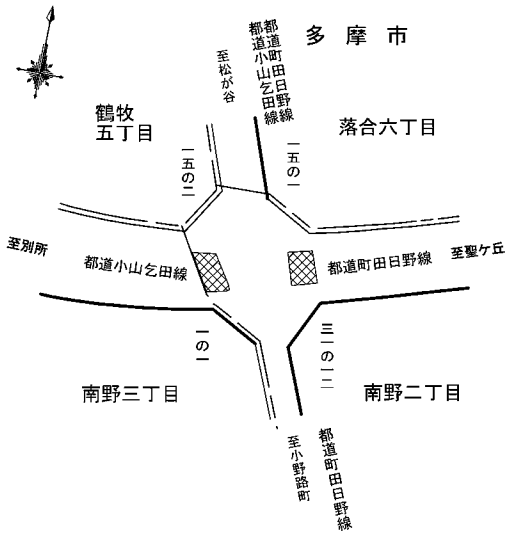 多摩市
都道町田日野線
都道小山乞田線
至松が谷
鶴牧
五丁目
落合六丁目
一五の二
一五の一
至別所
都道小山乞田線
都道町田日野線
至聖ケ丘
一の一
三一の一二
南野三丁目
南野二丁目
都道町田日野線
至小野路町